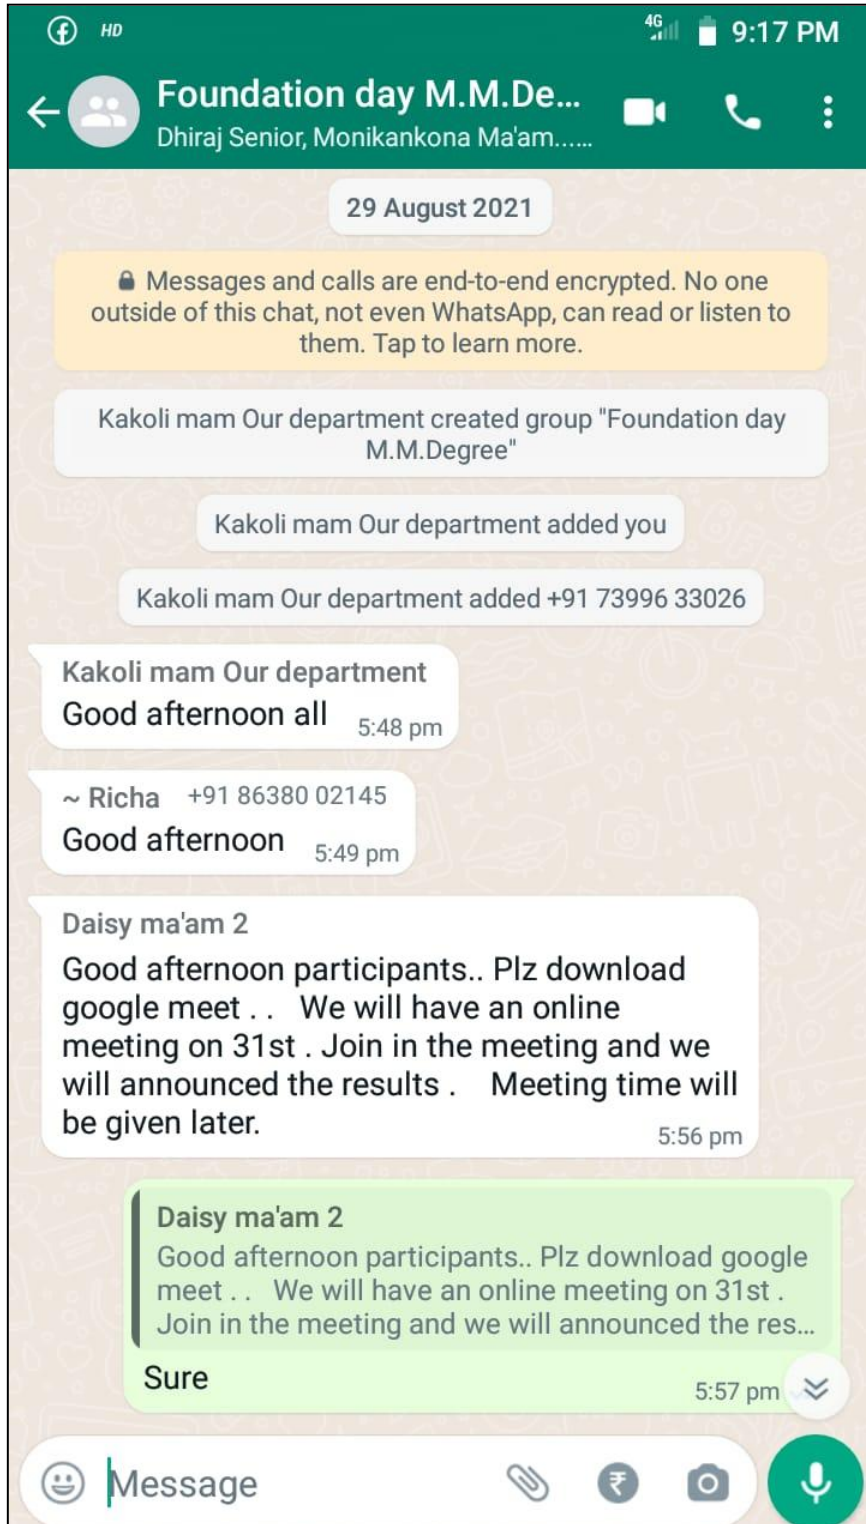 HD 4G 9:17 PM
Foundation day M.M.De...
Dhiraj Senior, Monikankona Ma'am......
29 August 2021
Messages and calls are end-to-end encrypted. No one
outside of this chat, not even WhatsApp, can read or listen to
them. Tap to learn more.
Kakoli mam Our department created group "Foundation day
M.M.Degree"
Kakoli mam Our department added you
Kakoli mam Our department added +91 73996 33026
Kakoli mam Our department
Good afternoon all 5:48 pm
~ Richa +91 86380 02145
Good afternoon 5:49 pm
Daisy ma'am 2
Good afternoon participants.. Plz download
google meet . . We will have an online
meeting on 31st . Join in the meeting and we
will announced the results . Meeting time will
be given later. 5:56 pm
Daisy ma'am 2
Good afternoon participants.. Plz download google
meet . . We will have an online meeting on 31st .
Join in the meeting and we will announced the res...
Sure 5:57 pm
Message